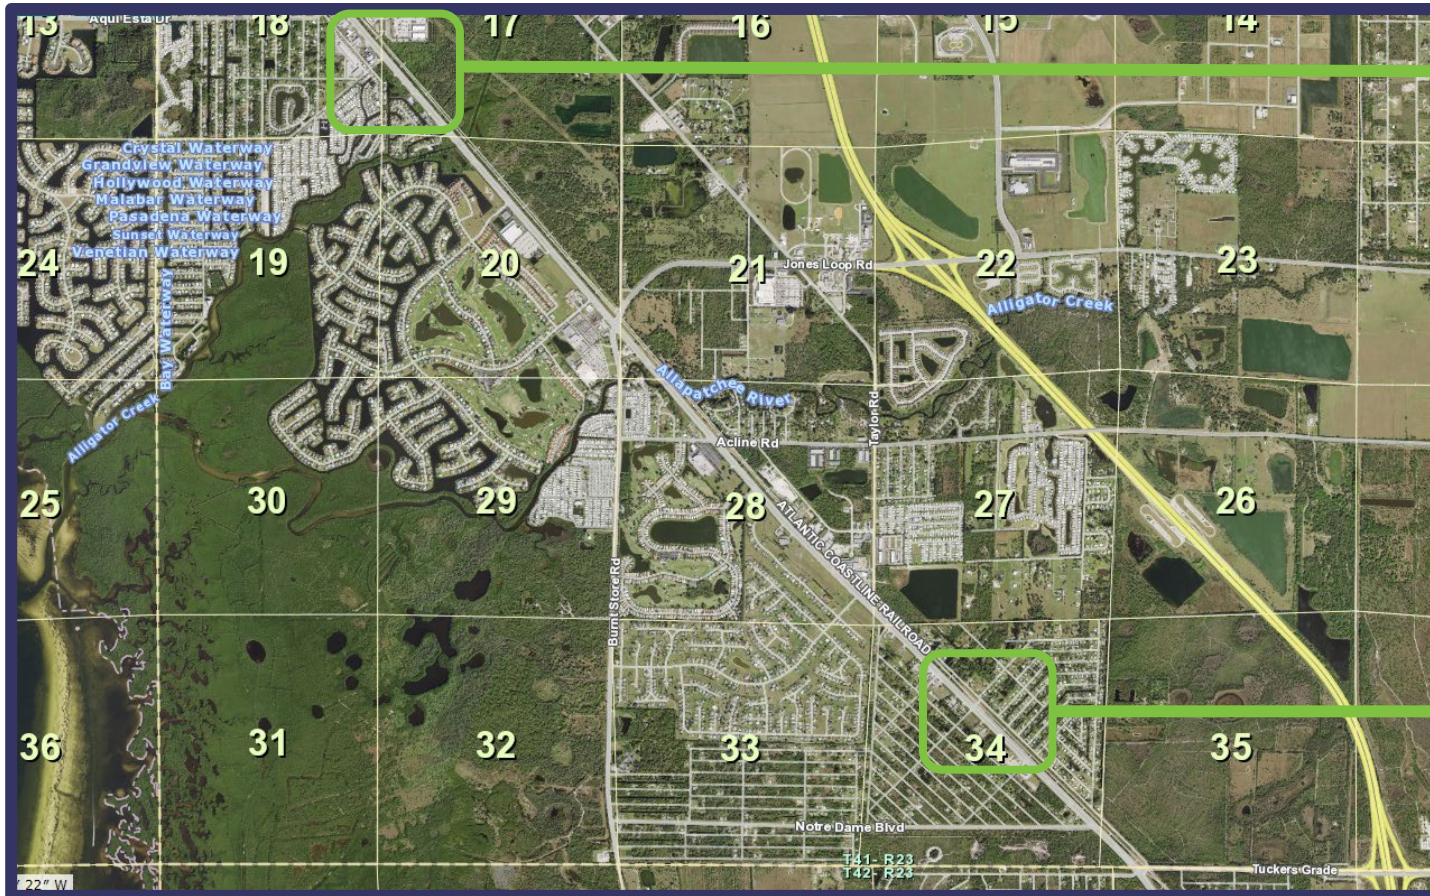 Aqui Esta Dr
13
18
17
16
15
14
Crystal Waterway
Grandview Waterway
Hollywood Waterway
Malabar Waterway
Pasadena Waterway
Sunset Waterway
Venetian Waterway
24
19
20
21
Jones Loop Rd
22
23
Alligator Creek
Bay Waterway
Allapatchee River
Alligator Creek
Acline Rd
Taylor Rd
25
30
29
28
27
26
ATLANTIC COASTLINE RAILROAD
Burnt Store Rd
36
31
32
33
34
35
Notre Dame Blvd
T41- R23
T42- R23
Tuckers Grade
22" W